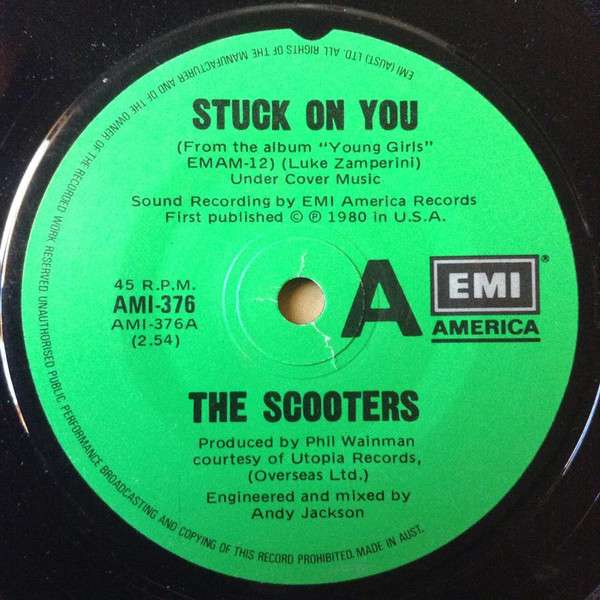 STUCK ON YOU
(From the album "Young Girls"
EMAM-12) (Luke Zamperini)
Under Cover Music
Sound Recording by EMI America Records
First published © ℗ 1980 in U.S.A.
45 R.P.M.
AMI-376
AMI-376A
(2.54)
A
EMI
®
AMERICA
THE SCOOTERS
Produced by Phil Wainman
courtesy of Utopia Records,
(Overseas Ltd.)
Engineered and mixed by
Andy Jackson
EMI (AUST) LTD. ALL RIGHTS OF THE MANUFACTURER AND OF THE OWNER OF THE RECORDED WORK RESERVED UNAUTHORISED PUBLIC PERFORMANCE BROADCASTING AND COPYING OF THIS RECORD PROHIBITED. MADE IN AUST.